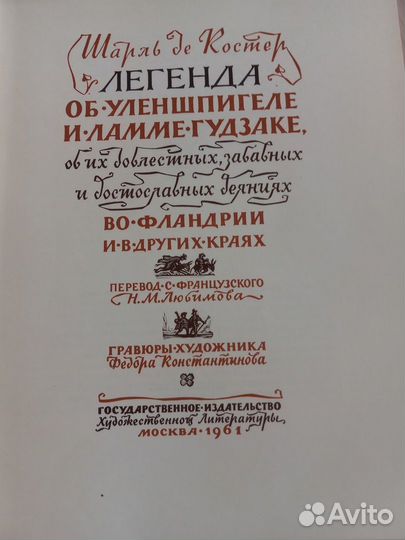 Шарль де Костер
ЛЕГЕНДА
ОБ·УЛЕНШПИГЕЛЕ
И·ЛАММЕ·ГУДЗАКЕ,
об их доблестных, забавных
и достославных деяниях
ВО·ФЛАНДРИИ
И·В·ДРУГИХ·КРАЯХ
ПЕРЕВОД·С·ФРАНЦУЗСКОГО
Н.М.Любимова
ГРАВЮРЫ·ХУДОЖНИКА
Федора Константинова
ГОСУДАРСТВЕННОЕ·ИЗДАТЕЛЬСТВО
Художественной Литературы
МОСКВА·1961
Avito